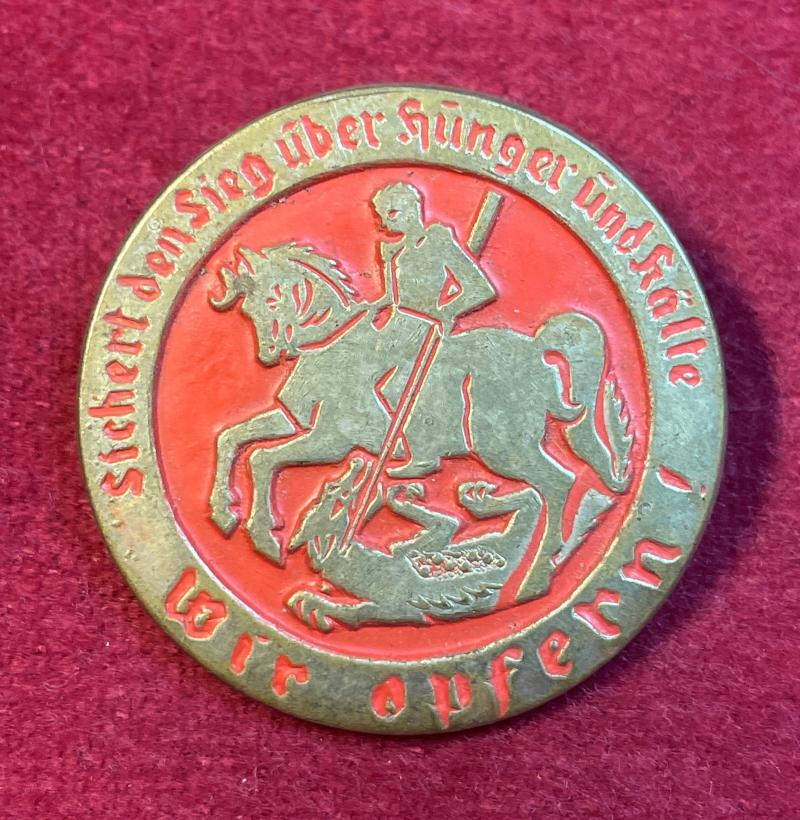 Sichert den Sieg über Hunger und Kälte
Wir opfern!